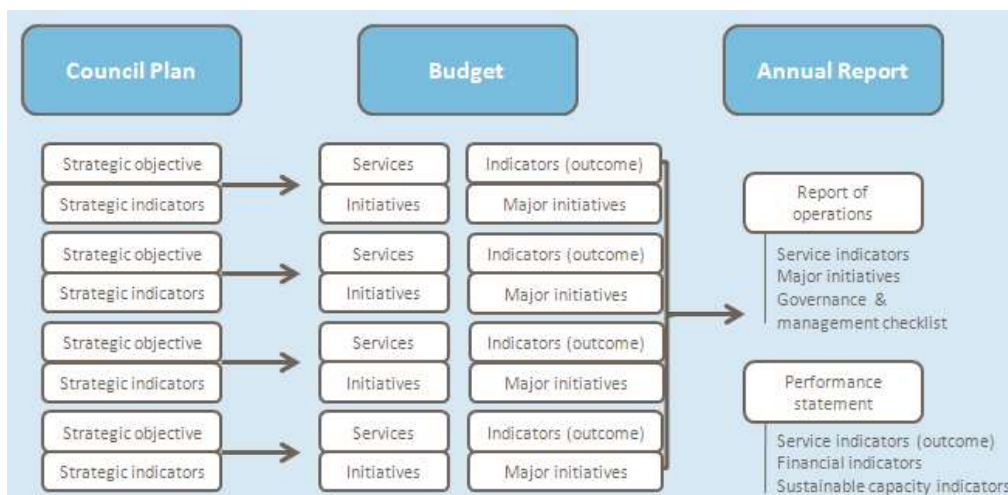 Council Plan
Budget
Annual Report
Strategic objective
Strategic indicators
Services
Initiatives
Indicators (outcome)
Major initiatives
Strategic objective
Strategic indicators
Services
Initiatives
Indicators (outcome)
Major initiatives
Strategic objective
Strategic indicators
Services
Initiatives
Indicators (outcome)
Major initiatives
Strategic objective
Strategic indicators
Services
Initiatives
Indicators (outcome)
Major initiatives
Report of
operations
Service indicators
Major initiatives
Governance &
management checklist
Performance
statement
Service indicators (outcome)
Financial indicators
Sustainable capacity indicators